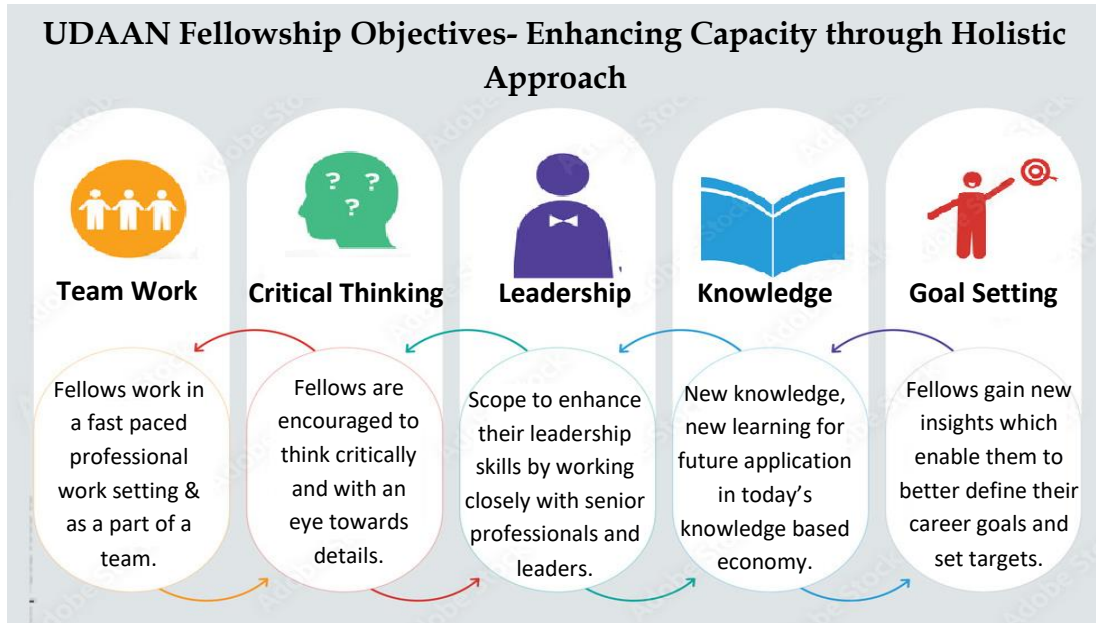 UDAAN Fellowship Objectives- Enhancing Capacity through Holistic
Approach
? ? ?
Team Work
Critical Thinking
Leadership
Knowledge
Goal Setting
Fellows work in
a fast paced
professional
work setting &
as a part of a
team.
Fellows are
encouraged to
think critically
and with an
eye towards
details.
Scope to enhance
their leadership
skills by working
closely with senior
professionals and
leaders.
New knowledge,
new learning for
future application
in today's
knowledge based
economy.
Fellows gain new
insights which
enable them to
better define their
career goals and
set targets.